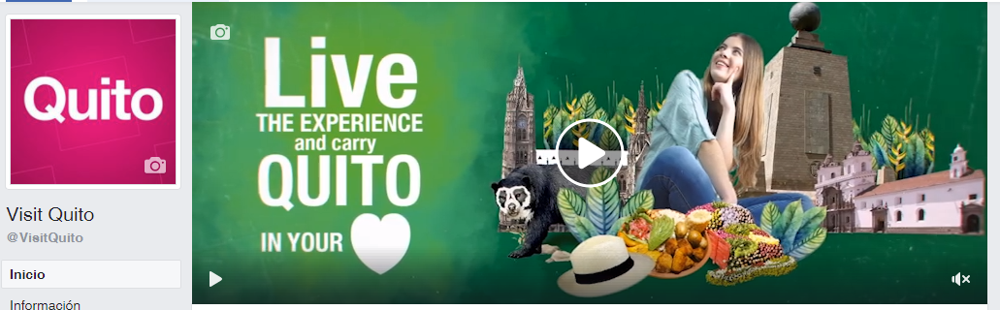 Quito
Visit Quito
@VisitQuito
Inicio
Información
Live
THE EXPERIENCE
and carry
QUITO
IN YOUR